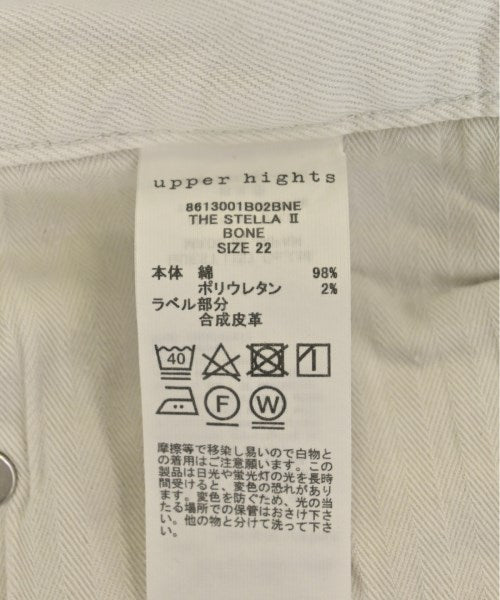 upper hights
8613001B02BNE
THE STELLA Ⅱ
BONE
SIZE 22
本体 綿 98%
ポリウレタン 2%
ラベル部分
合成皮革
40
F W
摩擦等で移染し易いので白物と
の着用はご注意願います。この
製品は日光や蛍光灯の光を長時
間受けると、変色の恐れがあり
ます。変色を防ぐため、光の当
たる場所での保管はおさけ下さ
い。他の物と分けて洗って下さ
い。